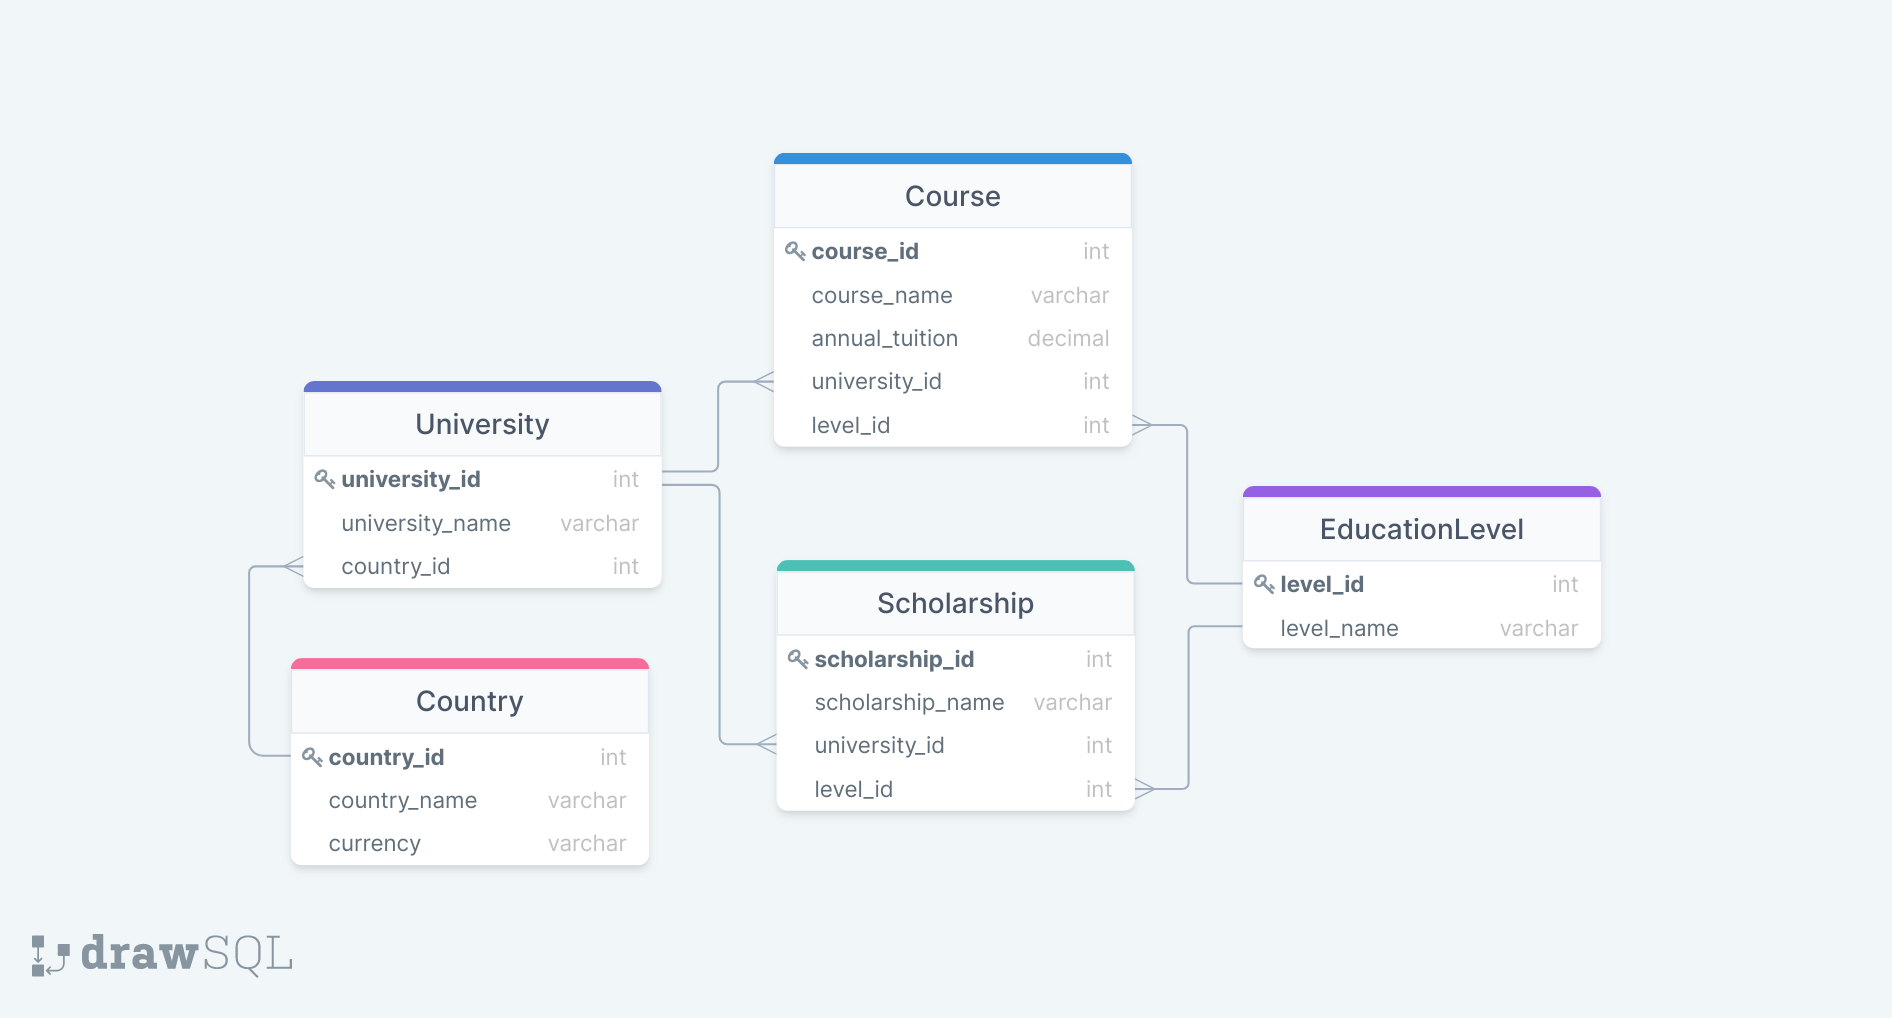 Course
course_id int
course_name varchar
annual_tuition decimal
university_id int
level_id int
University
university_id int
university_name varchar
country_id int
EducationLevel
level_id int
level_name varchar
Scholarship
scholarship_id int
scholarship_name varchar
university_id int
level_id int
Country
country_id int
country_name varchar
currency varchar
drawSQL